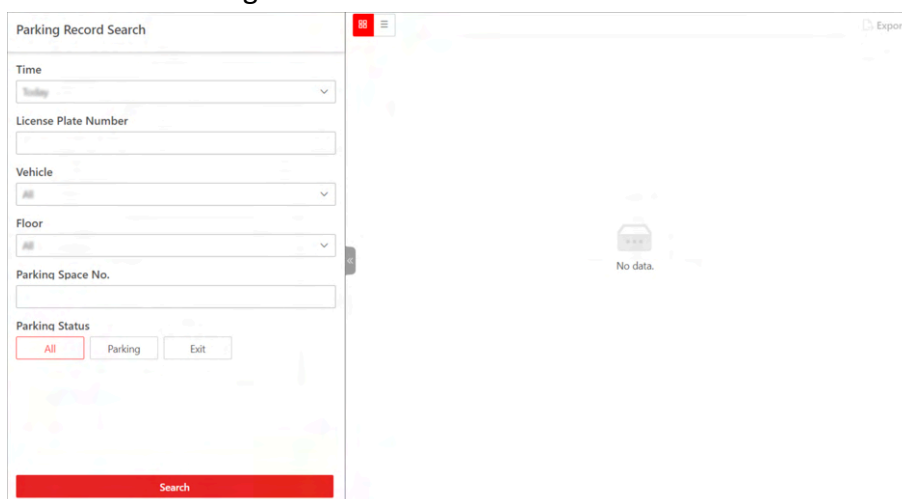 Parking Record Search
Expor
Time
Today
License Plate Number
Vehicle
All
Floor
All
Parking Space No.
No data.
Parking Status
All
Parking
Exit
Search